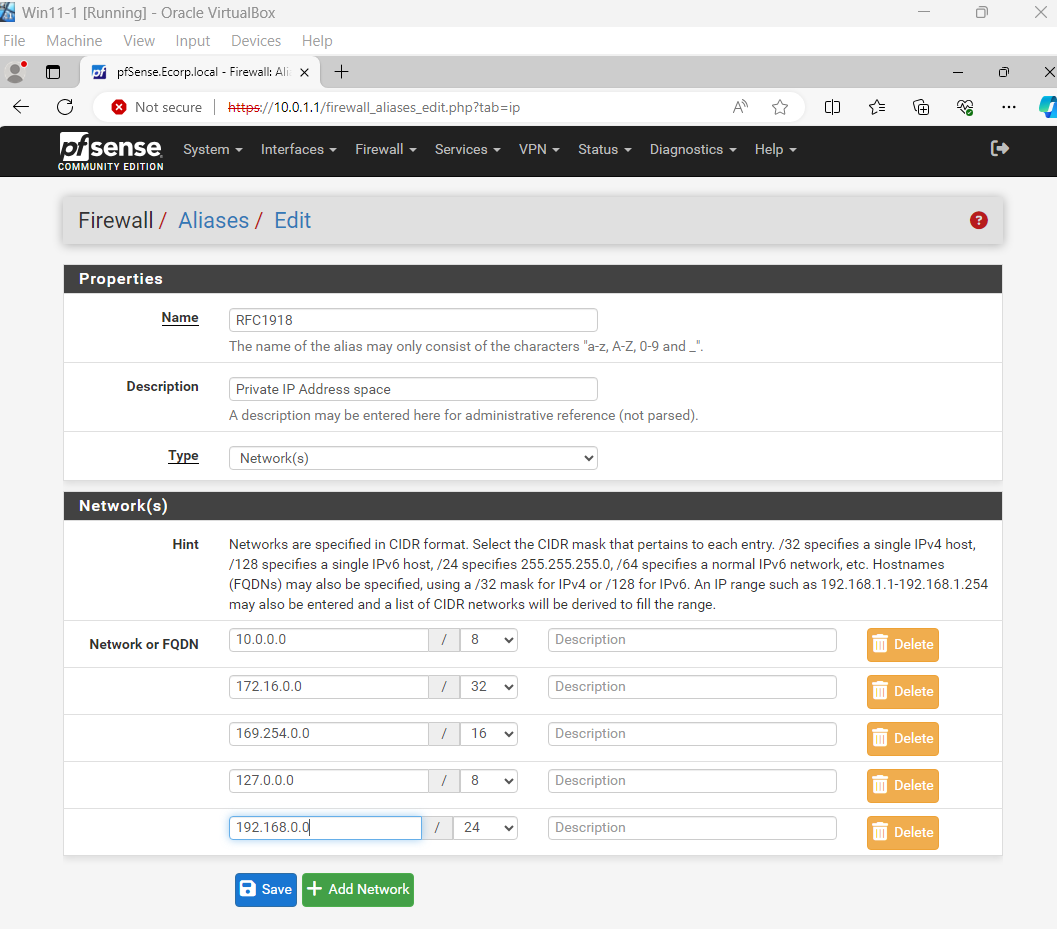 Win11-1 [Running] - Oracle VirtualBox
File Machine View Input Devices Help
pfSense.Ecorp.local - Firewall: Ali
Not secure https://10.0.1.1/firewall_aliases_edit.php?tab=ip
pfsense
COMMUNITY EDITION
System Interfaces Firewall Services VPN Status Diagnostics Help
Firewall / Aliases / Edit
Properties
Name RFC1918
The name of the alias may only consist of the characters "a-z, A-Z, 0-9 and _".
Description Private IP Address space
A description may be entered here for administrative reference (not parsed).
Type Network(s)
Network(s)
Hint Networks are specified in CIDR format. Select the CIDR mask that pertains to each entry. /32 specifies a single IPv4 host,
/128 specifies a single IPv6 host, /24 specifies 255.255.255.0, /64 specifies a normal IPv6 network, etc. Hostnames
(FQDNs) may also be specified, using a /32 mask for IPv4 or /128 for IPv6. An IP range such as 192.168.1.1-192.168.1.254
may also be entered and a list of CIDR networks will be derived to fill the range.
Network or FQDN 10.0.0.0 / 8 Description Delete
172.16.0.0 / 32 Description Delete
169.254.0.0 / 16 Description Delete
127.0.0.0 / 8 Description Delete
192.168.0.0 / 24 Description Delete
Save + Add Network